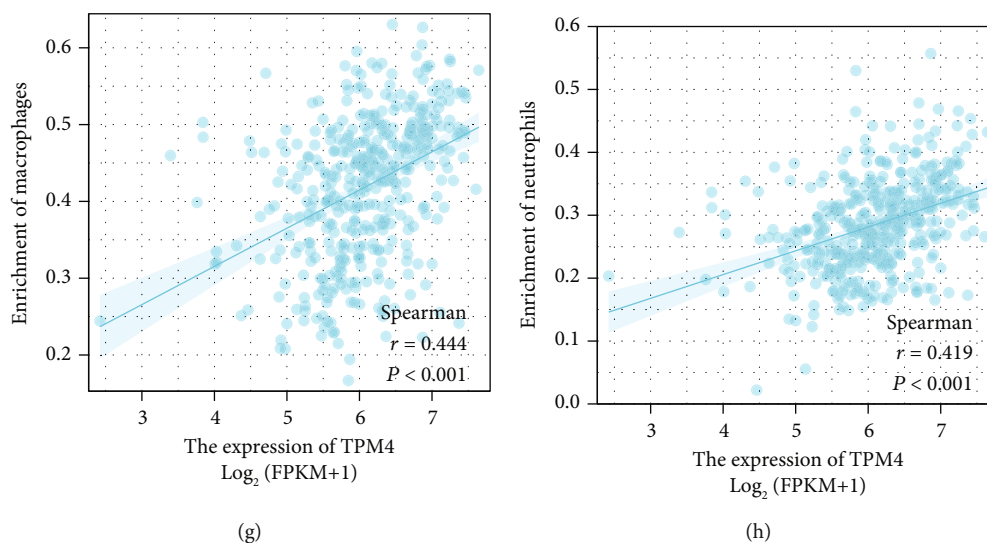 Enrichment of macrophages
0.6
0.5
0.4
0.3
0.2
Spearman
r = 0.444
P < 0.001
3 4 5 6 7
The expression of TPM4
Log₂ (FPKM+1)
(g)
Enrichment of neutrophils
0.6
0.5
0.4
0.3
0.2
0.1
0.0
Spearman
r = 0.419
P < 0.001
3 4 5 6 7
The expression of TPM4
Log₂ (FPKM+1)
(h)